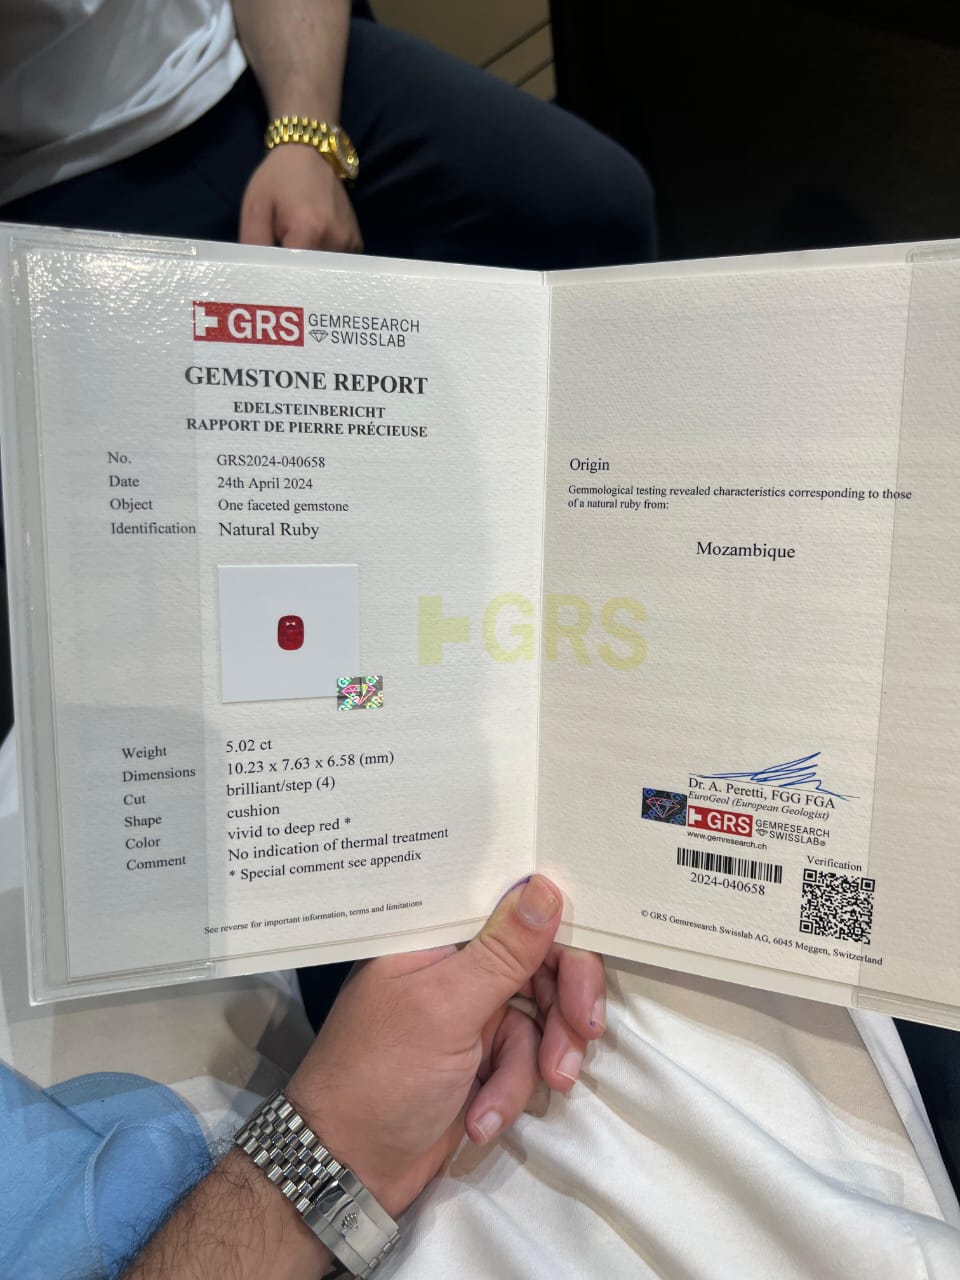 GRS GEMRESEARCH
SWISSLAB
GEMSTONE REPORT
EDELSTEINBERICHT
RAPPORT DE PIERRE PRÉCIEUSE
No. GRS2024-040658
Date 24th April 2024
Object One faceted gemstone
Identification Natural Ruby
GRS
Weight 5.02 ct
Dimensions 10.23 x 7.63 x 6.58 (mm)
Cut brilliant/step (4)
Shape cushion
Color vivid to deep red *
Comment No indication of thermal treatment
* Special comment see appendix
See reverse for important information, terms and limitations
Origin
Gemmological testing revealed characteristics corresponding to those
of a natural ruby from:
Mozambique
GRS
Dr. A. Peretti, FGG FGA
EuroGeol (European Geologist)
GRS GEMRESEARCH
SWISSLAB®
www.gemresearch.ch
2024-040658
Verification
© GRS Gemresearch Swisslab AG, 6045 Meggen, Switzerland